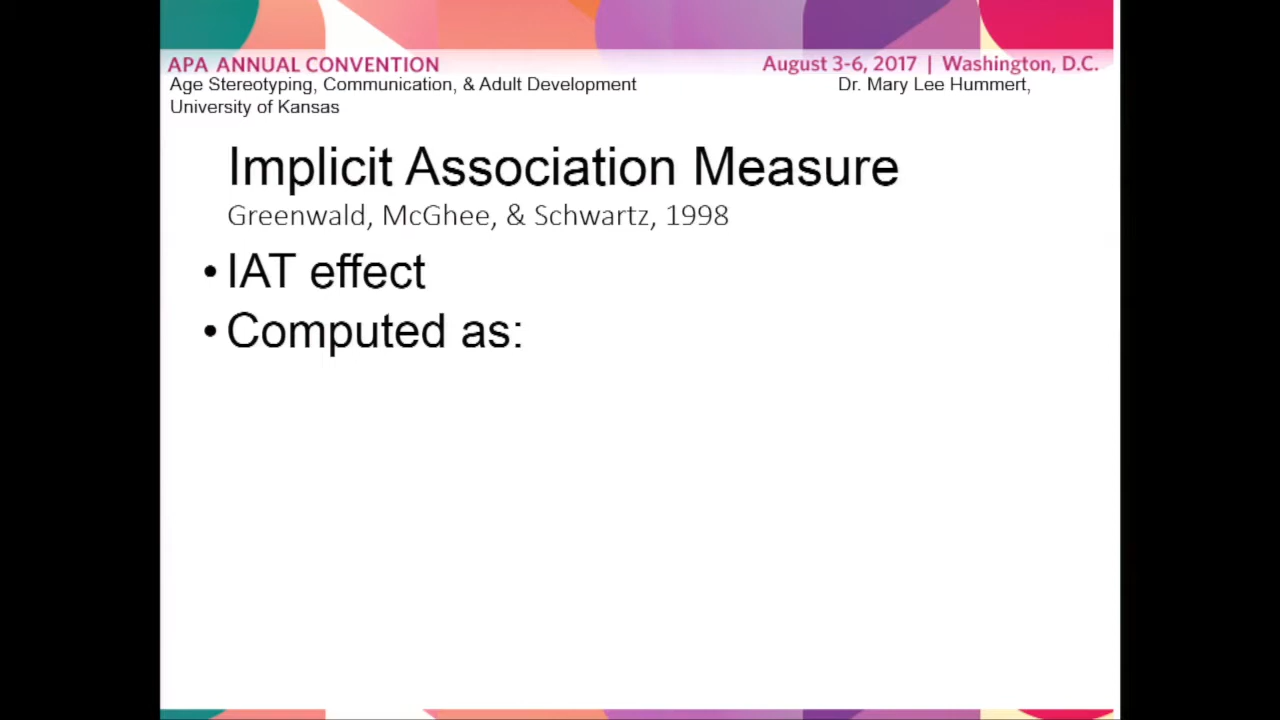 APA ANNUAL CONVENTION August 3-6, 2017 | Washington, D.C.
Age Stereotyping, Communication, & Adult Development Dr. Mary Lee Hummert,
University of Kansas
Implicit Association Measure
Greenwald, McGhee, & Schwartz, 1998
• IAT effect
• Computed as: